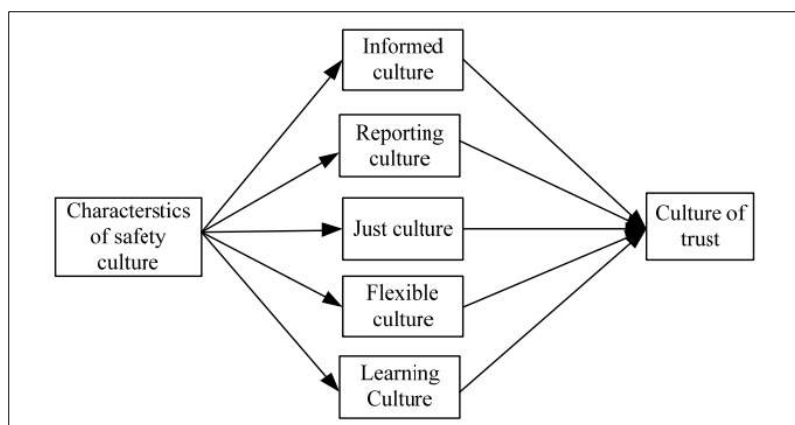 Informed
culture
Reporting
culture
Characterstics
of safety
culture
Just culture
Culture of
trust
Flexible
culture
Learning
Culture